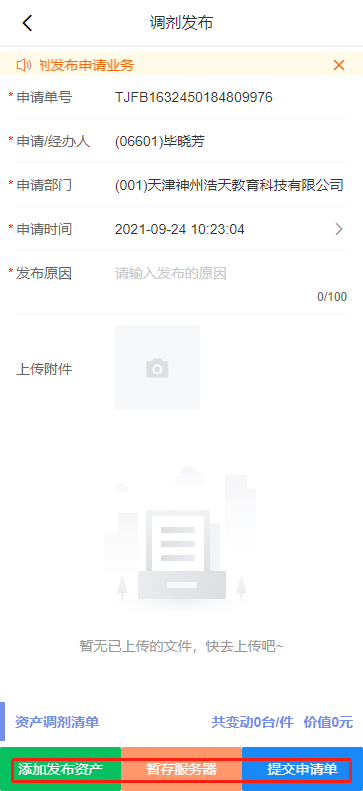 调剂发布
剂发布申请业务
*申请单号 TJFB1632450184809976
*申请/经办人 (06601)毕晓芳
*申请部门 (001)天津神州浩天教育科技有限公司
*申请时间 2021-09-24 10:23:04
*发布原因 请输入发布的原因
0/100
上传附件
暂无已上传的文件，快去上传吧~
资产调剂清单 共变动0台/件 价值0元
添加发布资产 暂存服务器 提交申请单